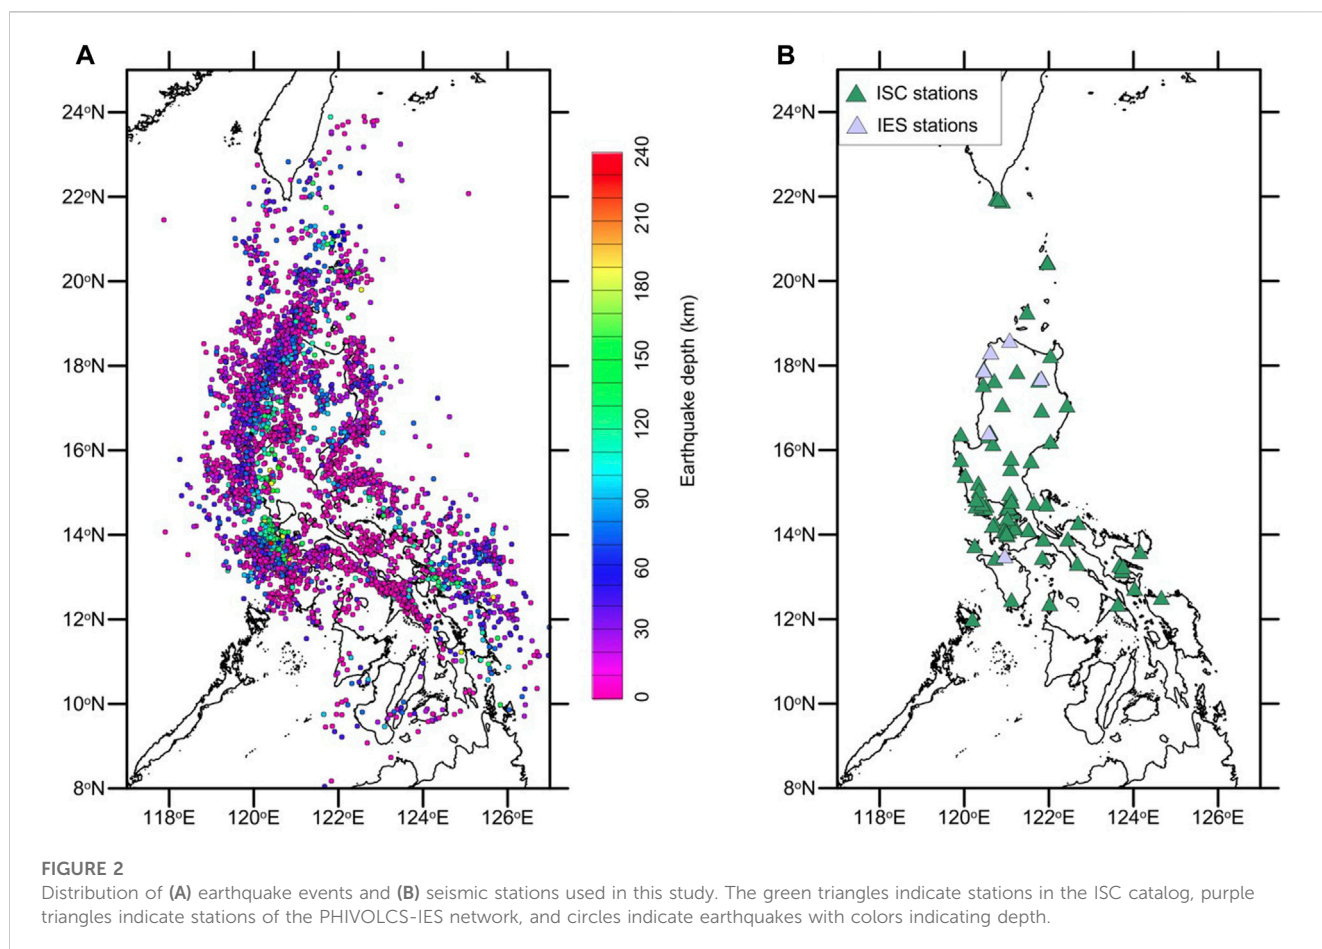 A
24°N
22°N
20°N
18°N
16°N
14°N
12°N
10°N
8°N
118°E 120°E 122°E 124°E 126°E
240
210
180
150
120
90
60
30
0
Earthquake depth (km)
B
ISC stations
IES stations
24°N
22°N
20°N
18°N
16°N
14°N
12°N
10°N
8°N
118°E 120°E 122°E 124°E 126°E
FIGURE 2
Distribution of (A) earthquake events and (B) seismic stations used in this study. The green triangles indicate stations in the ISC catalog, purple
triangles indicate stations of the PHIVOLCS-IES network, and circles indicate earthquakes with colors indicating depth.